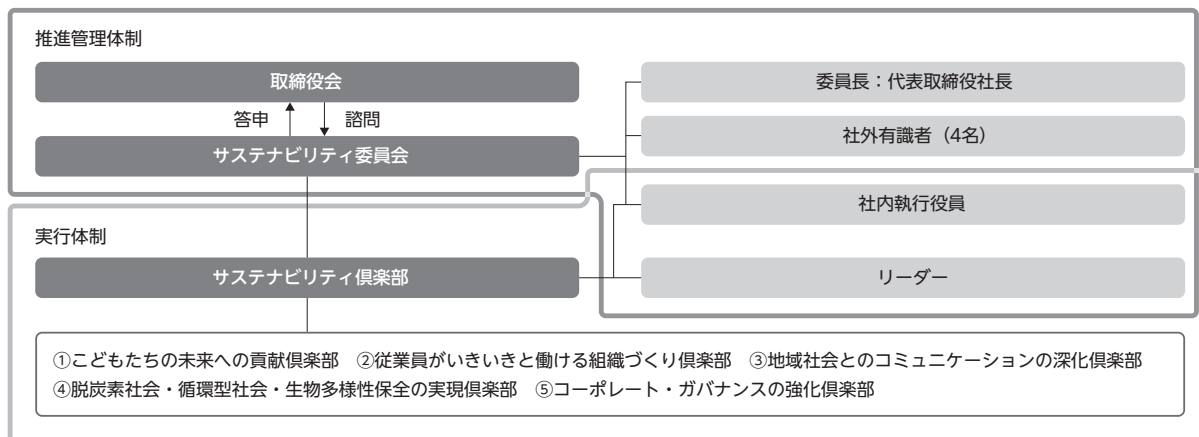 推進管理体制
取締役会
答申 諮問
サステナビリティ委員会
委員長：代表取締役社長
社外有識者（4名）
社内執行役員
実行体制
サステナビリティ倶楽部
リーダー
①こどもたちの未来への貢献倶楽部 ②従業員がいきいきと働ける組織づくり倶楽部 ③地域社会とのコミュニケーションの深化倶楽部
④脱炭素社会・循環型社会・生物多様性保全の実現倶楽部 ⑤コーポレート・ガバナンスの強化倶楽部